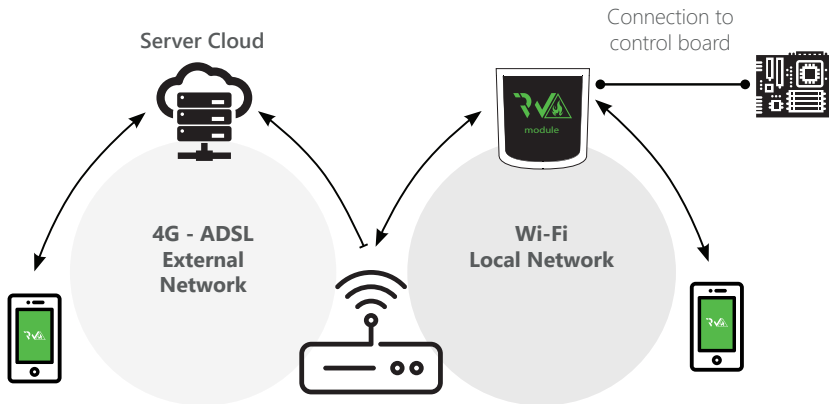 Connection to
control board
Server Cloud
RVA
module
4G - ADSL
External
Network
Wi-Fi
Local Network
RVA
RVA